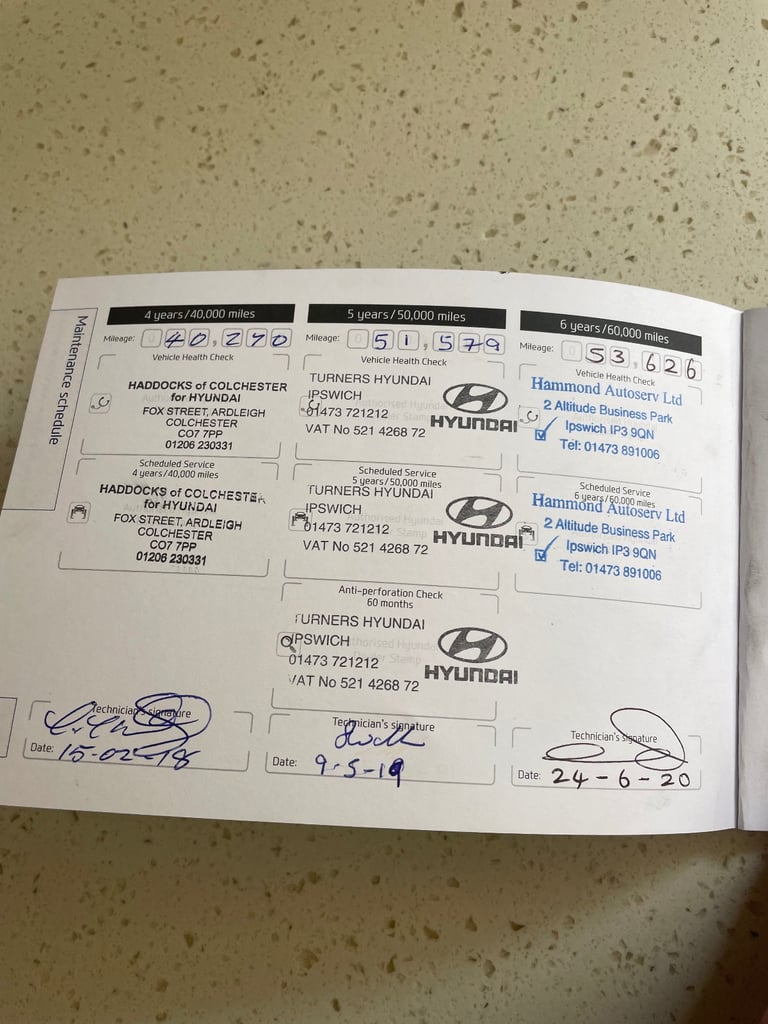 Maintenance schedule
4 years/40,000 miles
Mileage: 0 40,270
Vehicle Health Check
HADDOCKS of COLCHESTER
for HYUNDAI
FOX STREET, ARDLEIGH
COLCHESTER
CO7 7PP
01206 230331
Scheduled Service
4 years/40,000 miles
HADDOCKS of COLCHESTER
for HYUNDAI
FOX STREET, ARDLEIGH
COLCHESTER
CO7 7PP
01206 230331
Technician's signature
Date: 15-02-18
5 years/50,000 miles
Mileage: 0 51,579
Vehicle Health Check
TURNERS HYUNDAI
IPSWICH
01473 721212
VAT No 521 4268 72
HYUNDAI
Scheduled Service
5 years/50,000 miles
TURNERS HYUNDAI
IPSWICH
01473 721212
VAT No 521 4268 72
HYUNDAI
Anti-perforation Check
60 months
TURNERS HYUNDAI
IPSWICH
01473 721212
VAT No 521 4268 72
HYUNDAI
Technician's signature
Date: 9-5-19
6 years/60,000 miles
Mileage: 0 53,626
Vehicle Health Check
Hammond Autoserv Ltd
2 Altitude Business Park
Ipswich IP3 9QN
Tel: 01473 891006
Scheduled Service
6 years/60,000 miles
Hammond Autoserv Ltd
2 Altitude Business Park
Ipswich IP3 9QN
Tel: 01473 891006
Technician's signature
Date: 24-6-20